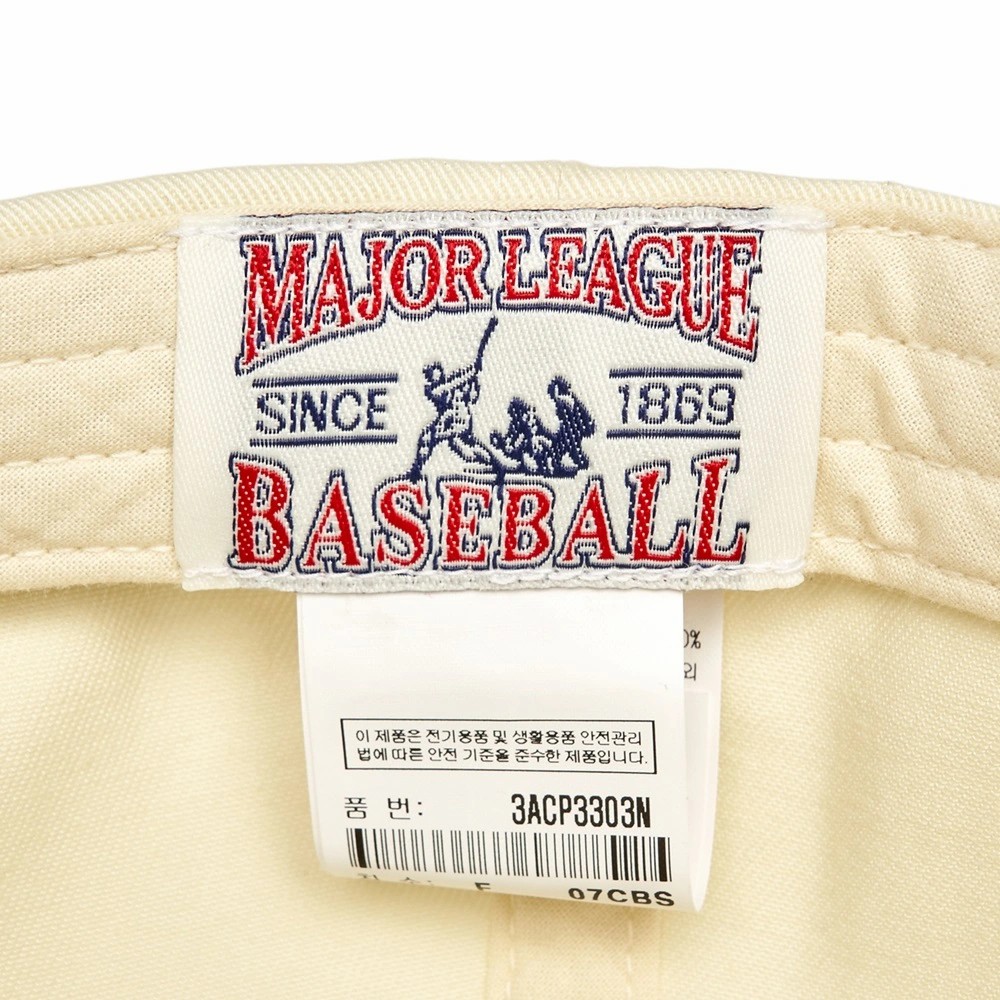 MAJOR LEAGUE
SINCE 1869
BASEBALL
0%
외
이 제품은 전기용품 및 생활용품 안전관리
법에 따른 안전 기준을 준수한 제품입니다.
품 번: 3ACP3303N
F 07CBS